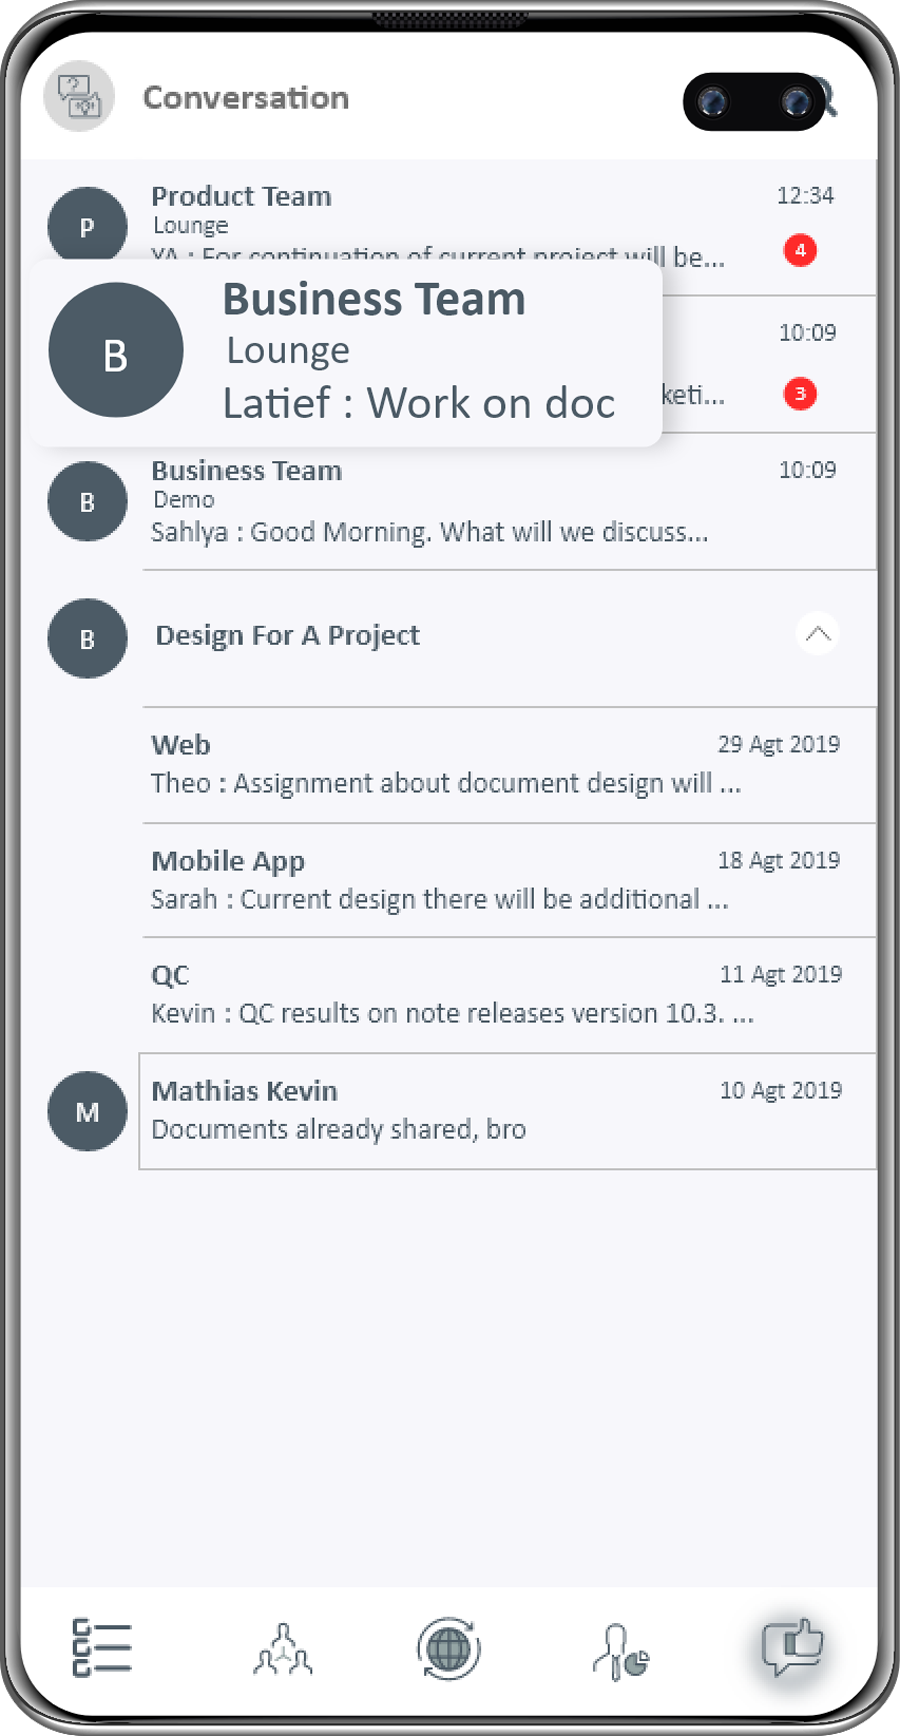 Conversation
P
Product Team
12:34
Lounge
YA : For continuation of current project will be...
4
B
Business Team
Lounge
Latief : Work on doc
10:09
keti...
3
B
Business Team
10:09
Demo
Sahlya : Good Morning. What will we discuss...
B
Design For A Project
Web
29 Agt 2019
Theo : Assignment about document design will ...
Mobile App
18 Agt 2019
Sarah : Current design there will be additional ...
QC
11 Agt 2019
Kevin : QC results on note releases version 10.3. ...
M
Mathias Kevin
10 Agt 2019
Documents already shared, bro